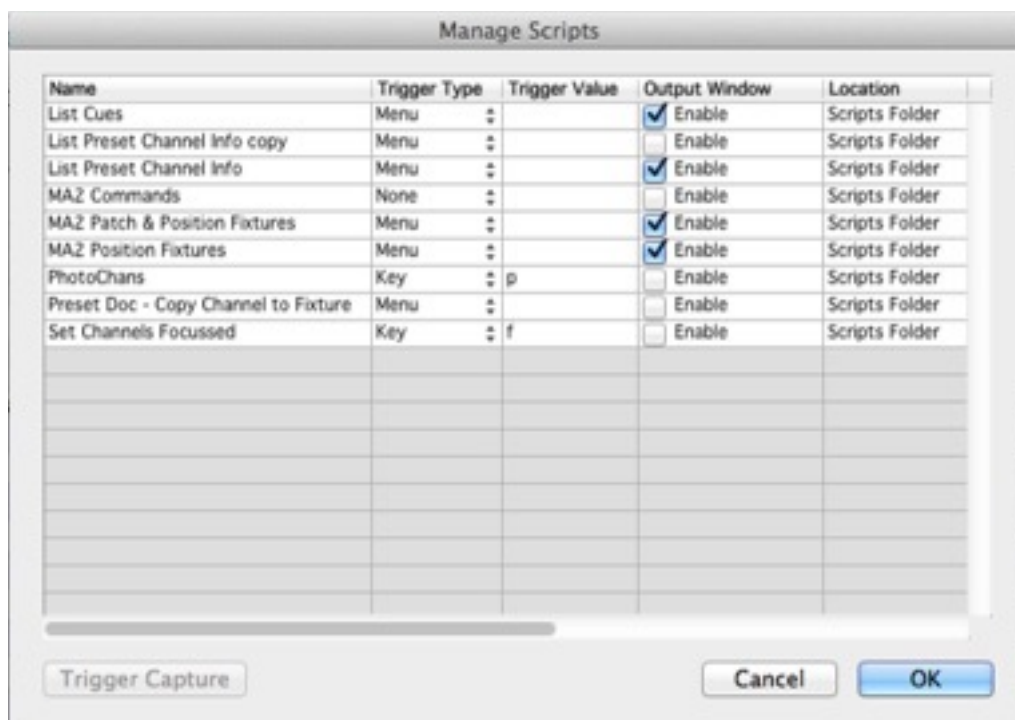 Manage Scripts
Name Trigger Type Trigger Value Output Window Location
List Cues Menu Enable Scripts Folder
List Preset Channel Info copy Menu Enable Scripts Folder
List Preset Channel Info Menu Enable Scripts Folder
MA2 Commands None Enable Scripts Folder
MA2 Patch & Position Fixtures Menu Enable Scripts Folder
MA2 Position Fixtures Menu Enable Scripts Folder
PhotoChans Key p Enable Scripts Folder
Preset Doc - Copy Channel to Fixture Menu Enable Scripts Folder
Set Channels Focussed Key f Enable Scripts Folder
Trigger Capture Cancel OK